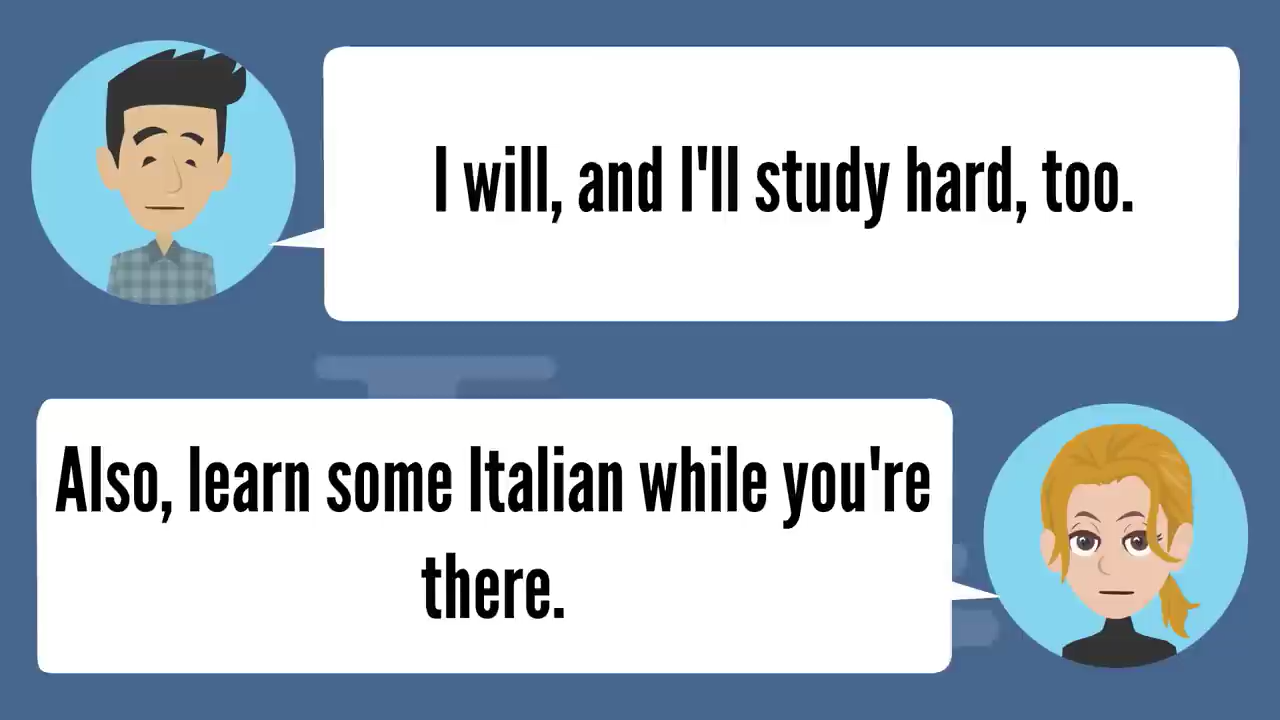 I will, and I'll study hard, too.
Also, learn some Italian while you're
there.